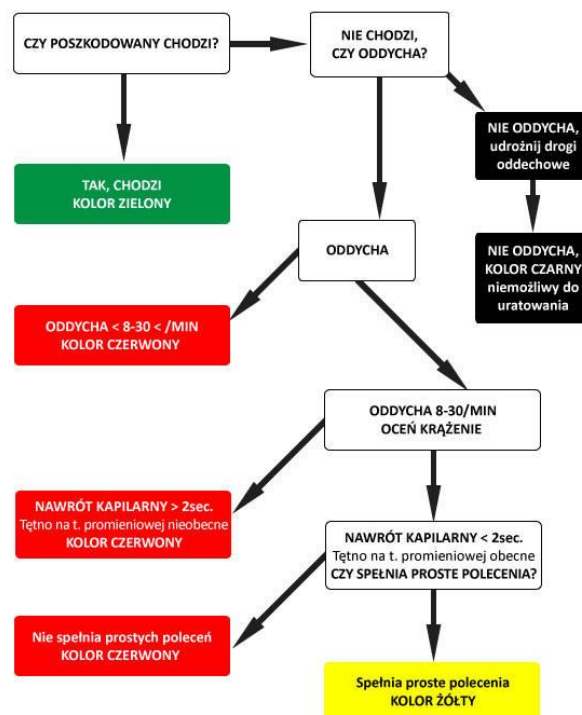 CZY POSZKODOWANY CHODZI?
NIE CHODZI,
CZY ODDYCHA?
NIE ODDYCHA,
udrożnij drogi
oddechowe
TAK, CHODZI
KOLOR ZIELONY
ODDYCHA
NIE ODDYCHA,
KOLOR CZARNY
niemożliwy do
uratowania
ODDYCHA < 8-30 < /MIN
KOLOR CZERWONY
ODDYCHA 8-30/MIN
OCEŃ KRĄŻENIE
NAWRÓT KAPILARNY > 2sec.
Tętno na t. promieniowej nieobecne
KOLOR CZERWONY
NAWRÓT KAPILARNY < 2sec.
Tętno na t. promieniowej obecne
CZY SPEŁNIA PROSTE POLECENIA?
Nie spełnia prostych poleceń
KOLOR CZERWONY
Spełnia proste polecenia
KOLOR ŻÓŁTY